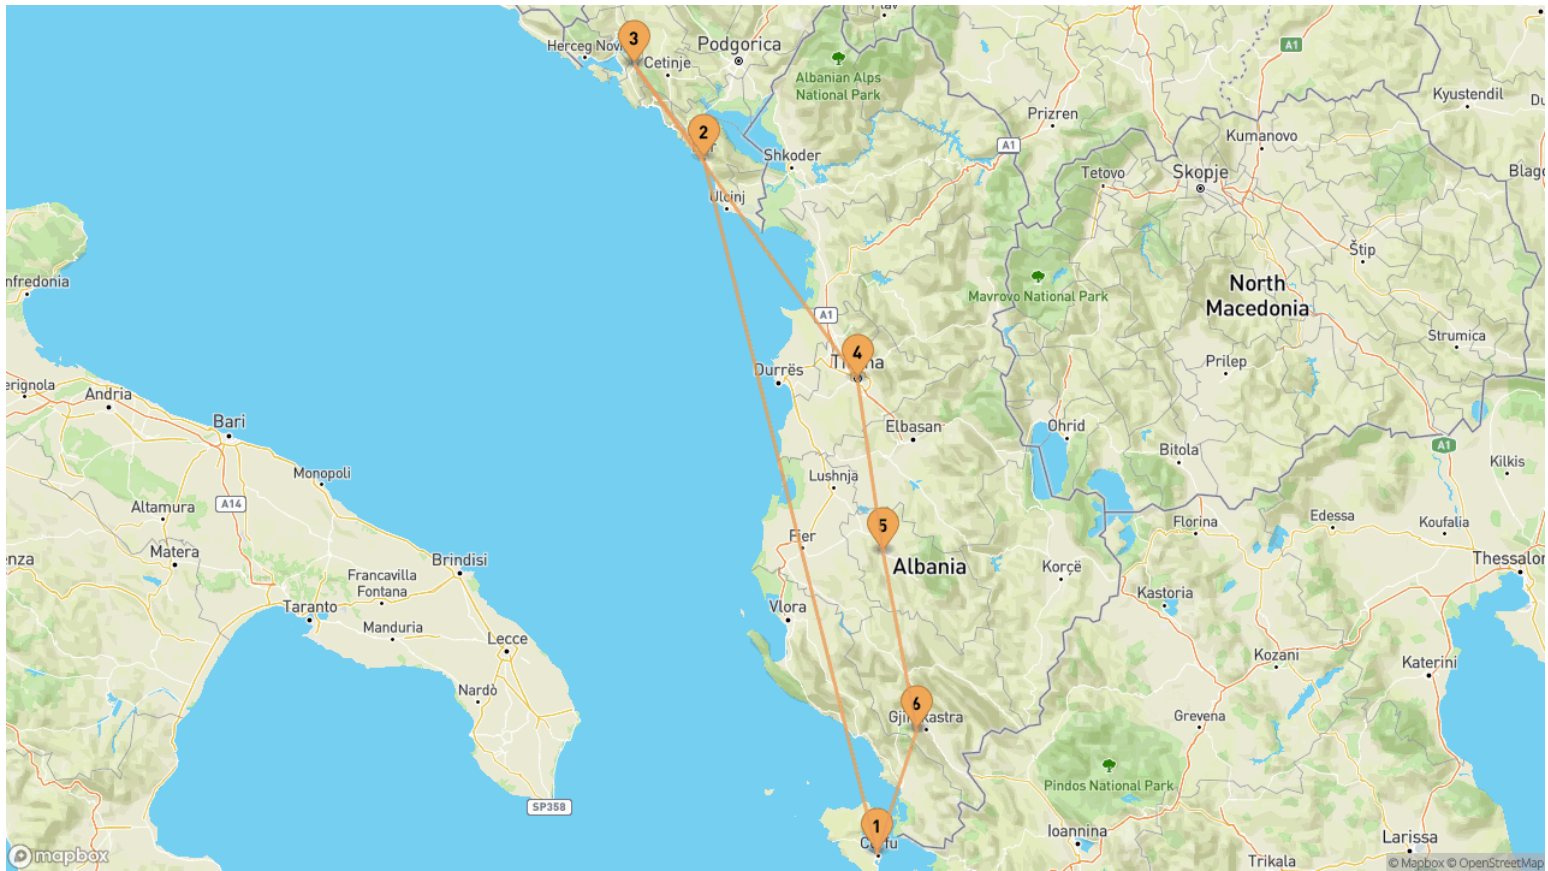 3
Herceg Novi
Podgorica
Cetinje
Albanian Alps
National Park
A1
Kyustendil
Prizren
Kumanovo
2
Shkoder
A1
Tetovo
Skopje
Ulcinj
Štip
nfredonia
Mavrovo National Park
North
Macedonia
A1
Strumica
4
Durrës
Prilep
erignola
Andria
Bari
Elbasan
Ohrid
Bitola
A1
Kilkis
Monopoli
Lushnja
A14
Altamura
5
Florina
Edessa
Koufalia
Fier
Matera
enza
Brindisi
Albania
Korçë
Thessalon
Francavilla
Fontana
Taranto
Vlora
Kastoria
Manduria
Lecce
Kozani
Katerini
Nardò
6
Grevena
Pindos National Park
SP358
1
Ioannina
Larissa
mapbox
Trikala
© Mapbox © OpenStreetMap